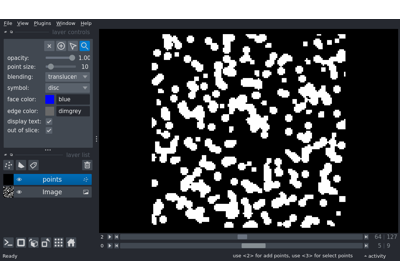 File View Plugins Window Help
layer controls
opacity: 1.00
point size: 10
blending: translucen
symbol: disc
face color: blue
edge color: dimgrey
display text:
out of slice:
layer list
points
Image
2 64 127
0 5 9
Ready use <2> for add points, use <3> for select points activity